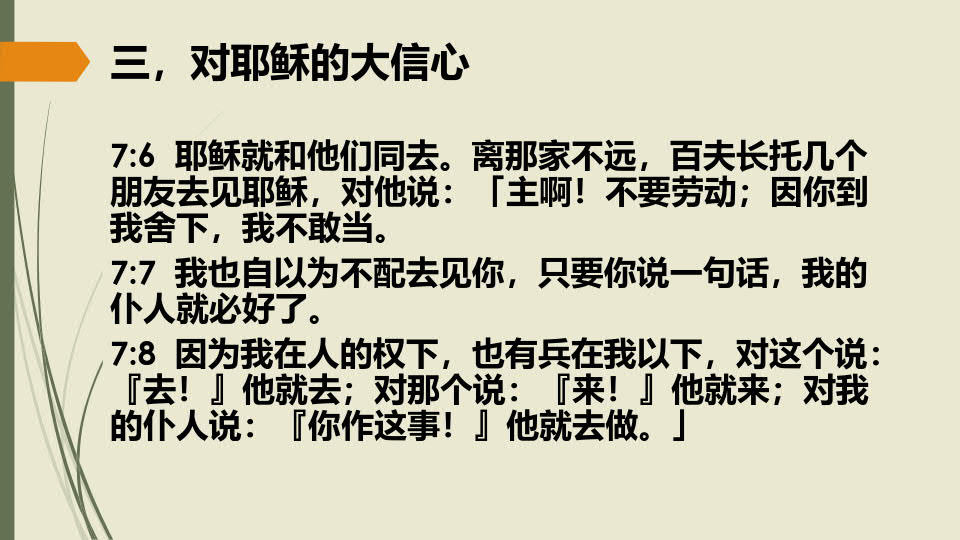 三，对耶稣的大信心
7:6 耶稣就和他们同去。离那家不远，百夫长托几个
朋友去见耶稣，对他说：「主啊！不要劳动；因你到
我舍下，我不敢当。
7:7 我也自以为不配去见你，只要你说一句话，我的
仆人就必好了。
7:8 因为我在人的权下，也有兵在我以下，对这个说：
『去！』他就去；对那个说：『来！』他就来；对我
的仆人说：『你作这事！』他就去做。」